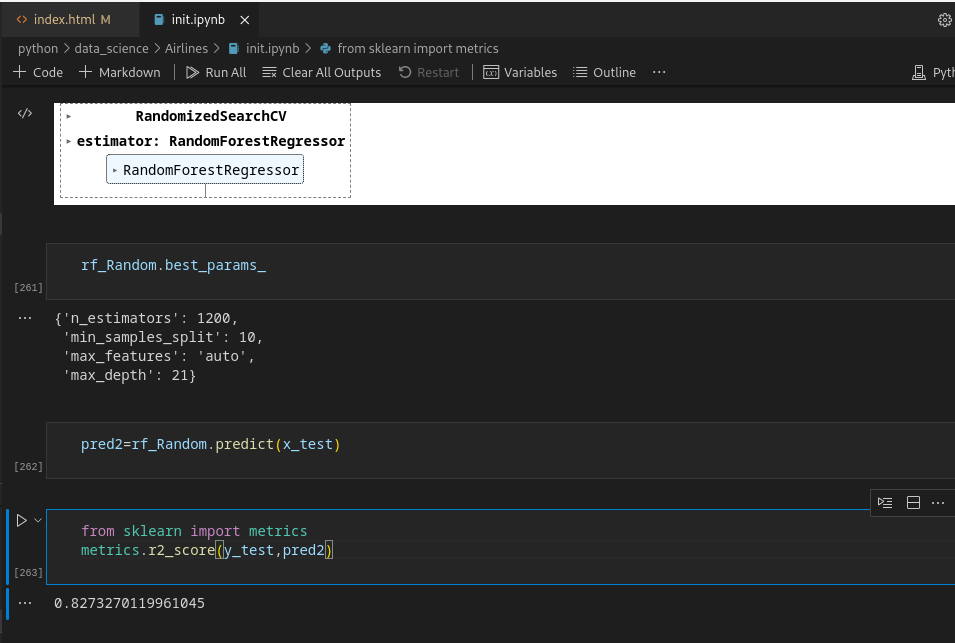 index.html M
init.ipynb
python > data_science > Airlines > init.ipynb > from sklearn import metrics
+ Code + Markdown | Run All Clear All Outputs Restart | Variables Outline ... Pyth
RandomizedSearchCV
estimator: RandomForestRegressor
RandomForestRegressor
rf_Random.best_params_
[261]
... {'n_estimators': 1200,
'min_samples_split': 10,
'max_features': 'auto',
'max_depth': 21}
pred2=rf_Random.predict(x_test)
[262]
from sklearn import metrics
metrics.r2_score(y_test,pred2)
[263]
... 0.8273270119961045